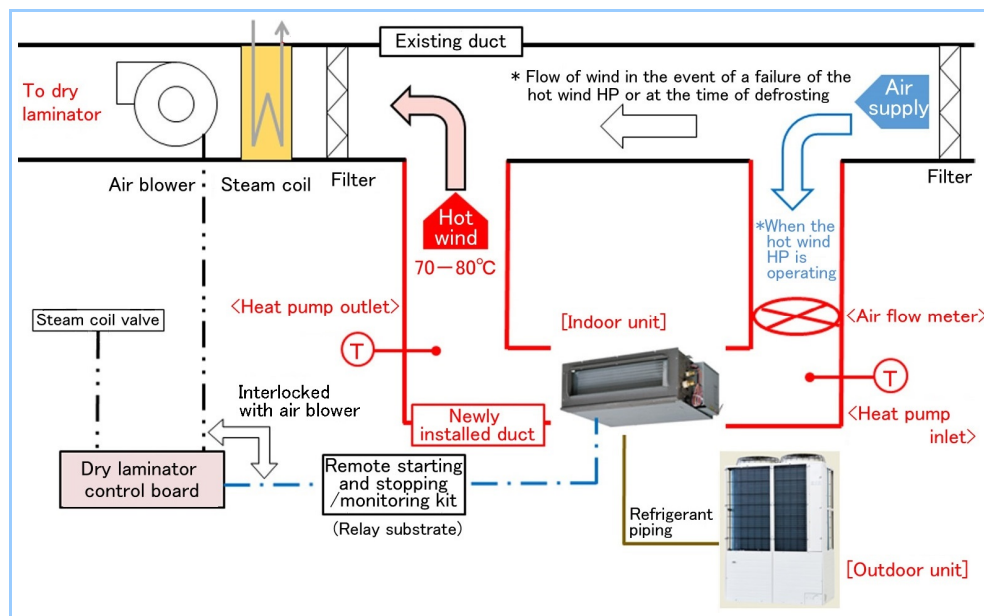 Existing duct
To dry
laminator
* Flow of wind in the event of a failure of the
hot wind HP or at the time of defrosting
Air
supply
Air blower
Steam coil
Filter
Filter
Hot
wind
70－80℃
*When the
hot wind
HP is
operating
<Heat pump outlet>
[Indoor unit]
<Air flow meter>
Steam coil valve
T
T
Interlocked
with air blower
Newly
installed duct
<Heat pump
inlet>
Dry laminator
control board
Remote starting
and stopping
/monitoring kit
(Relay substrate)
Refrigerant
piping
[Outdoor unit]